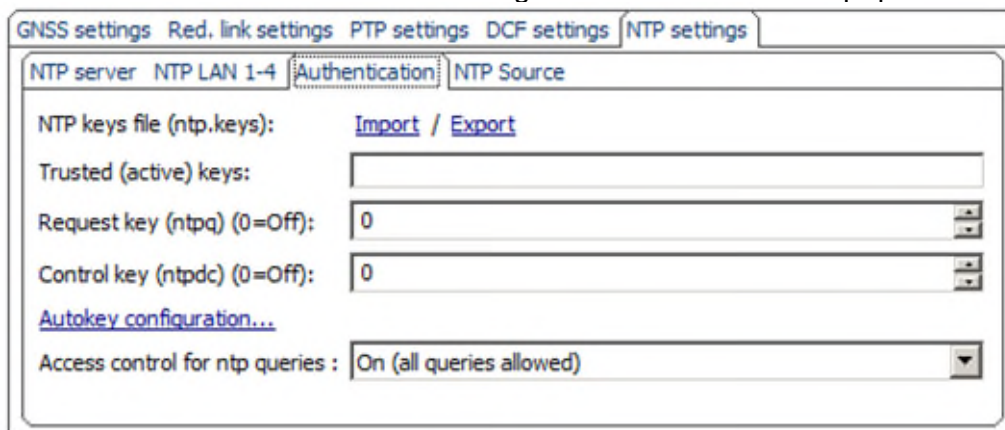 GNSS settings Red. link settings PTP settings DCF settings NTP settings
NTP server NTP LAN 1-4 Authentication NTP Source
NTP keys file (ntp.keys): Import / Export
Trusted (active) keys:
Request key (ntpq) (0=Off): 0
Control key (ntpdc) (0=Off): 0
Autokey configuration...
Access control for ntp queries : On (all queries allowed)